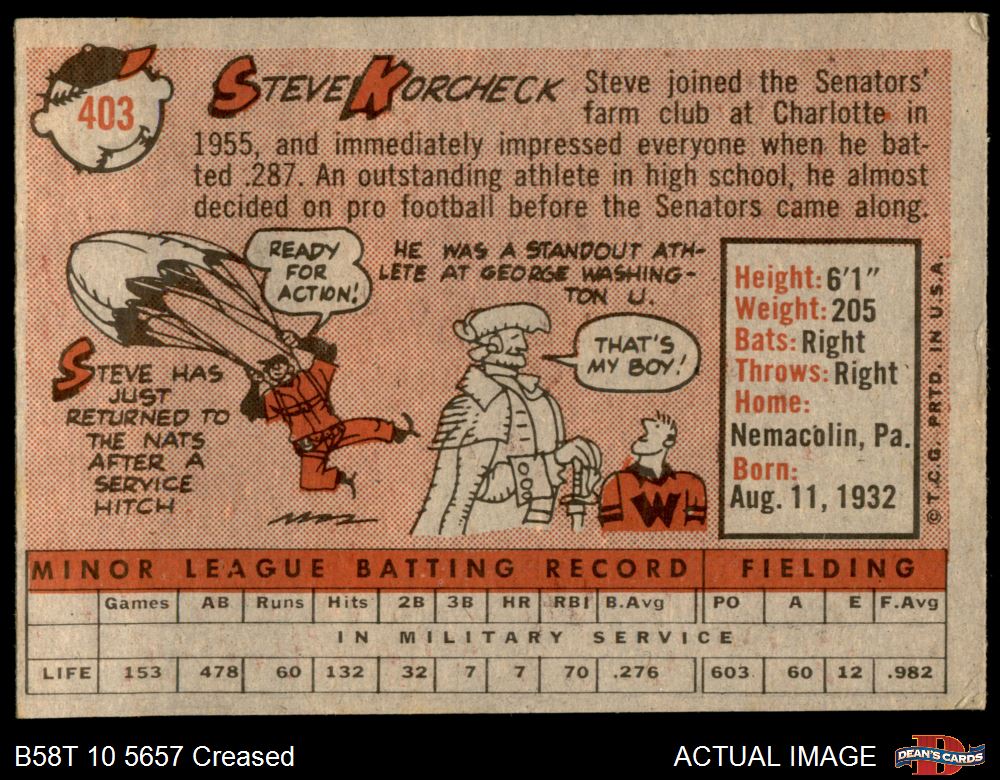 403
STEVE KORCHECK
Steve joined the Senators'
farm club at Charlotte in
1955, and immediately impressed everyone when he bat-
ted .287. An outstanding athlete in high school, he almost
decided on pro football before the Senators came along.
READY
FOR
ACTION!
STEVE HAS
JUST
RETURNED TO
THE NATS
AFTER A
SERVICE
HITCH
HE WAS A STANDOUT ATH-
LETE AT GEORGE WASHING-
TON U.
THAT'S
MY BOY!
W
Height: 6'1"
Weight: 205
Bats: Right
Throws: Right
Home:
Nemacolin, Pa.
Born:
Aug. 11, 1932
© T.C.G. PRTD. IN U.S.A.
MINOR LEAGUE BATTING RECORD FIELDING
Games AB Runs Hits 2B 3B HR RBI B.Avg PO A E F.Avg
IN MILITARY SERVICE
LIFE 153 478 60 132 32 7 7 70 .276 603 60 12 .982
B58T 10 5657 Creased ACTUAL IMAGE DEAN'S CARDS